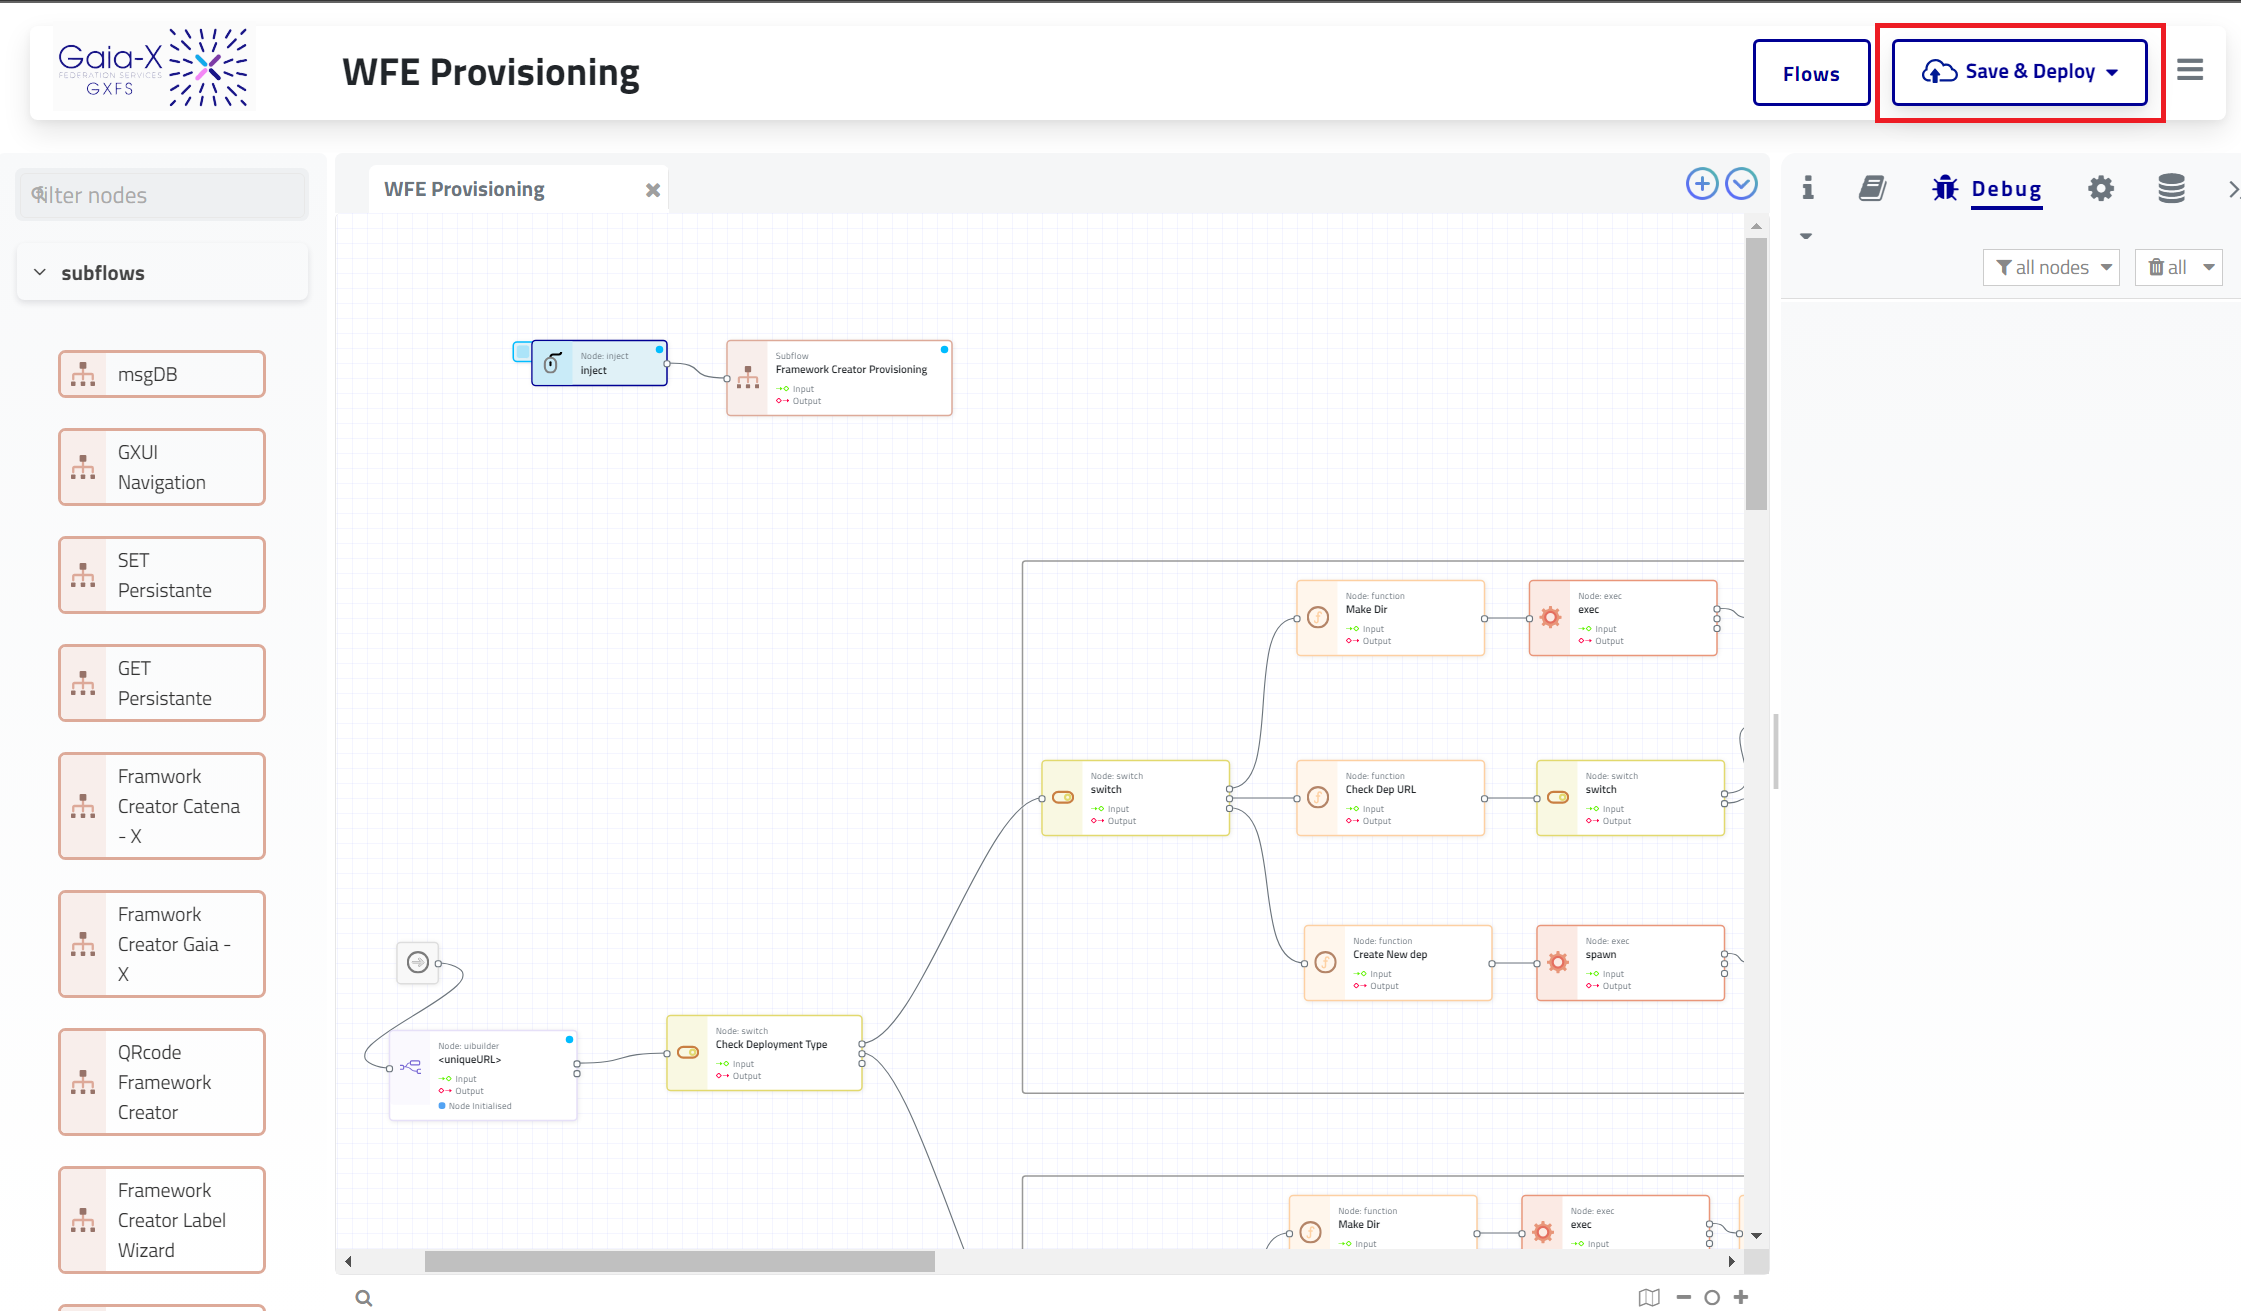 Gaia-X
FEDERATION SERVICES
GXFS
WFE Provisioning
Flows
Save & Deploy
filter nodes
subflows
msgDB
GXUI
Navigation
SET
Persistante
GET
Persistante
Framwork
Creator Catena
- X
Framwork
Creator Gaia -
X
QRcode
Framework
Creator
Framework
Creator Label
Wizard
WFE Provisioning
Node: inject
inject
Subflow
Framework Creator Provisioning
Input
Output
Node: function
Make Dir
Input
Output
Node: exec
exec
Input
Output
Node: switch
switch
Input
Output
Node: function
Check Dep URL
Input
Output
Node: switch
switch
Input
Output
Node: function
Create New dep
Input
Output
Node: exec
spawn
Input
Output
Node: uibuilder
<uniqueURL>
Input
Output
Node Initialised
Node: switch
Check Deployment Type
Input
Output
Node: function
Make Dir
Input
Node: exec
exec
Input
Debug
all nodes
all